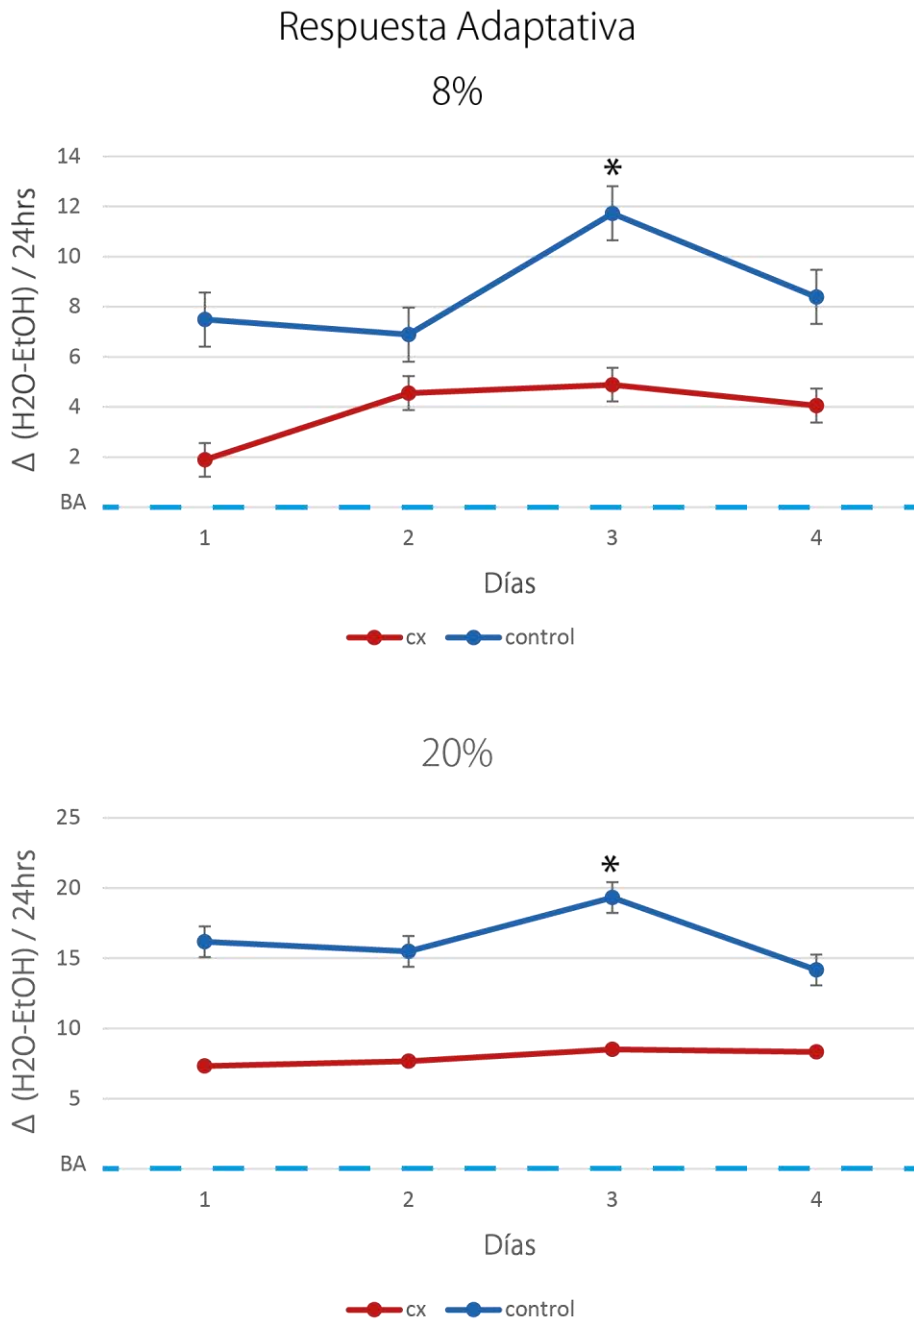 Respuesta Adaptativa
8%
Δ (H2O-EtOH) / 24hrs
14
*
12
10
8
6
4
2
BA
1 2 3 4
Días
cx control
20%
Δ (H2O-EtOH) / 24hrs
25
*
20
15
10
5
BA
1 2 3 4
Días
cx control